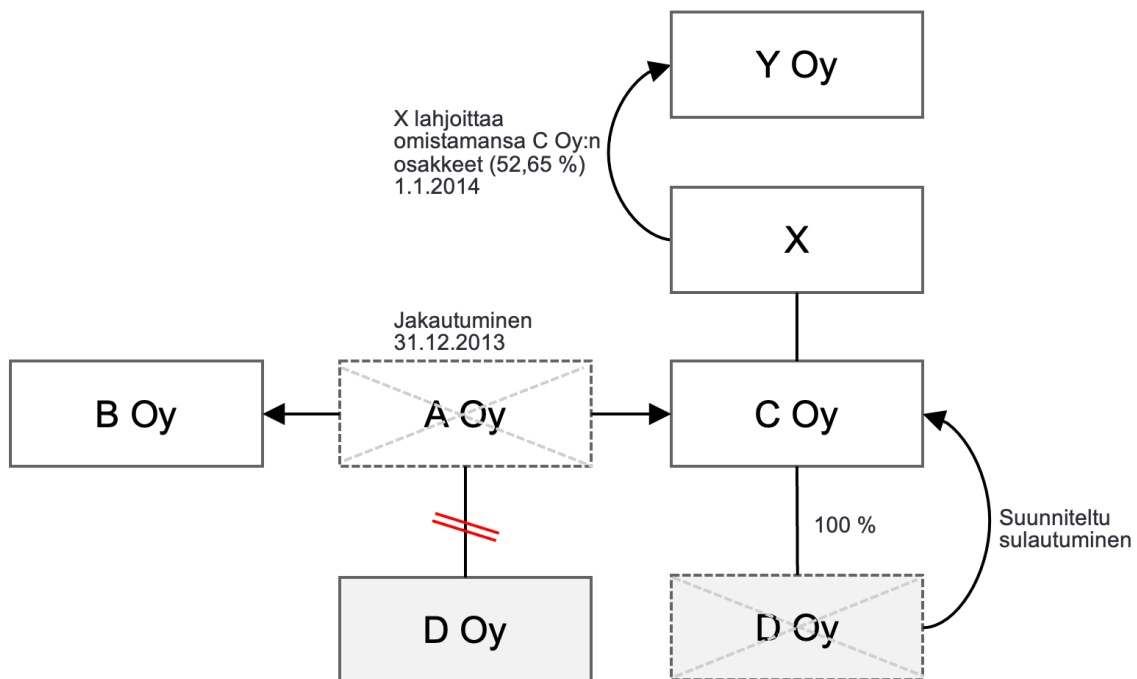 Y Oy
X lahjoittaa
omistamansa C Oy:n
osakkeet (52,65 %)
1.1.2014
X
Jakautuminen
31.12.2013
B Oy
A Oy
C Oy
100 %
Suunniteltu
sulautuminen
D Oy
D Oy